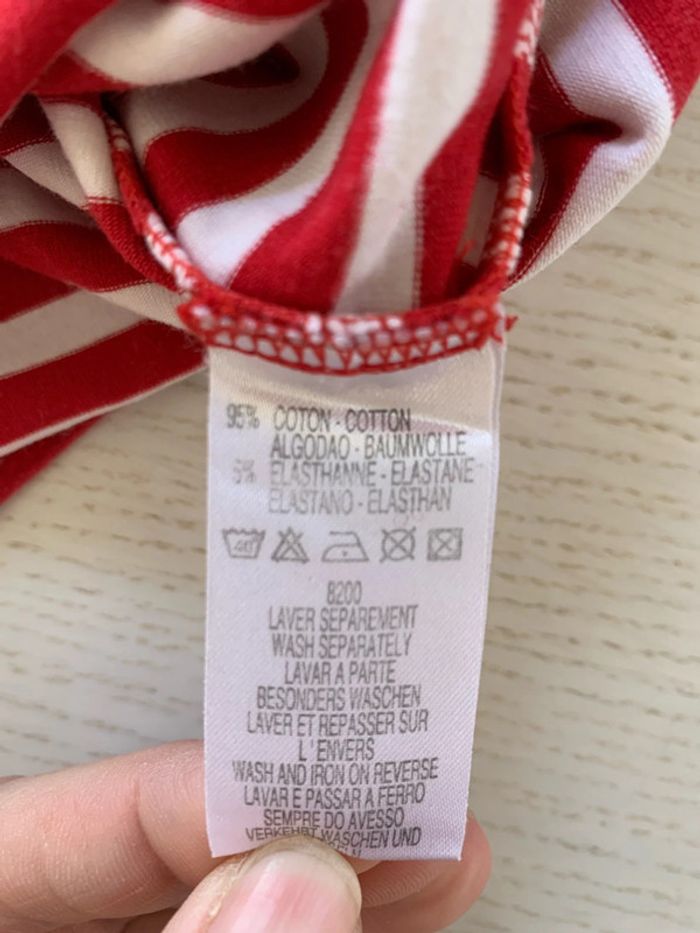 95% COTON - COTTON
ALGODAO - BAUMWOLLE
5% ELASTHANNE - ELASTANE
ELASTANO - ELASTHAN
40
8200
LAVER SEPAREMENT
WASH SEPARATELY
LAVAR A PARTE
BESONDERS WASCHEN
LAVER ET REPASSER SUR
L'ENVERS
WASH AND IRON ON REVERSE
LAVAR E PASSAR A FERRO
SEMPRE DO AVESSO
VERKEHRT WASCHEN UND